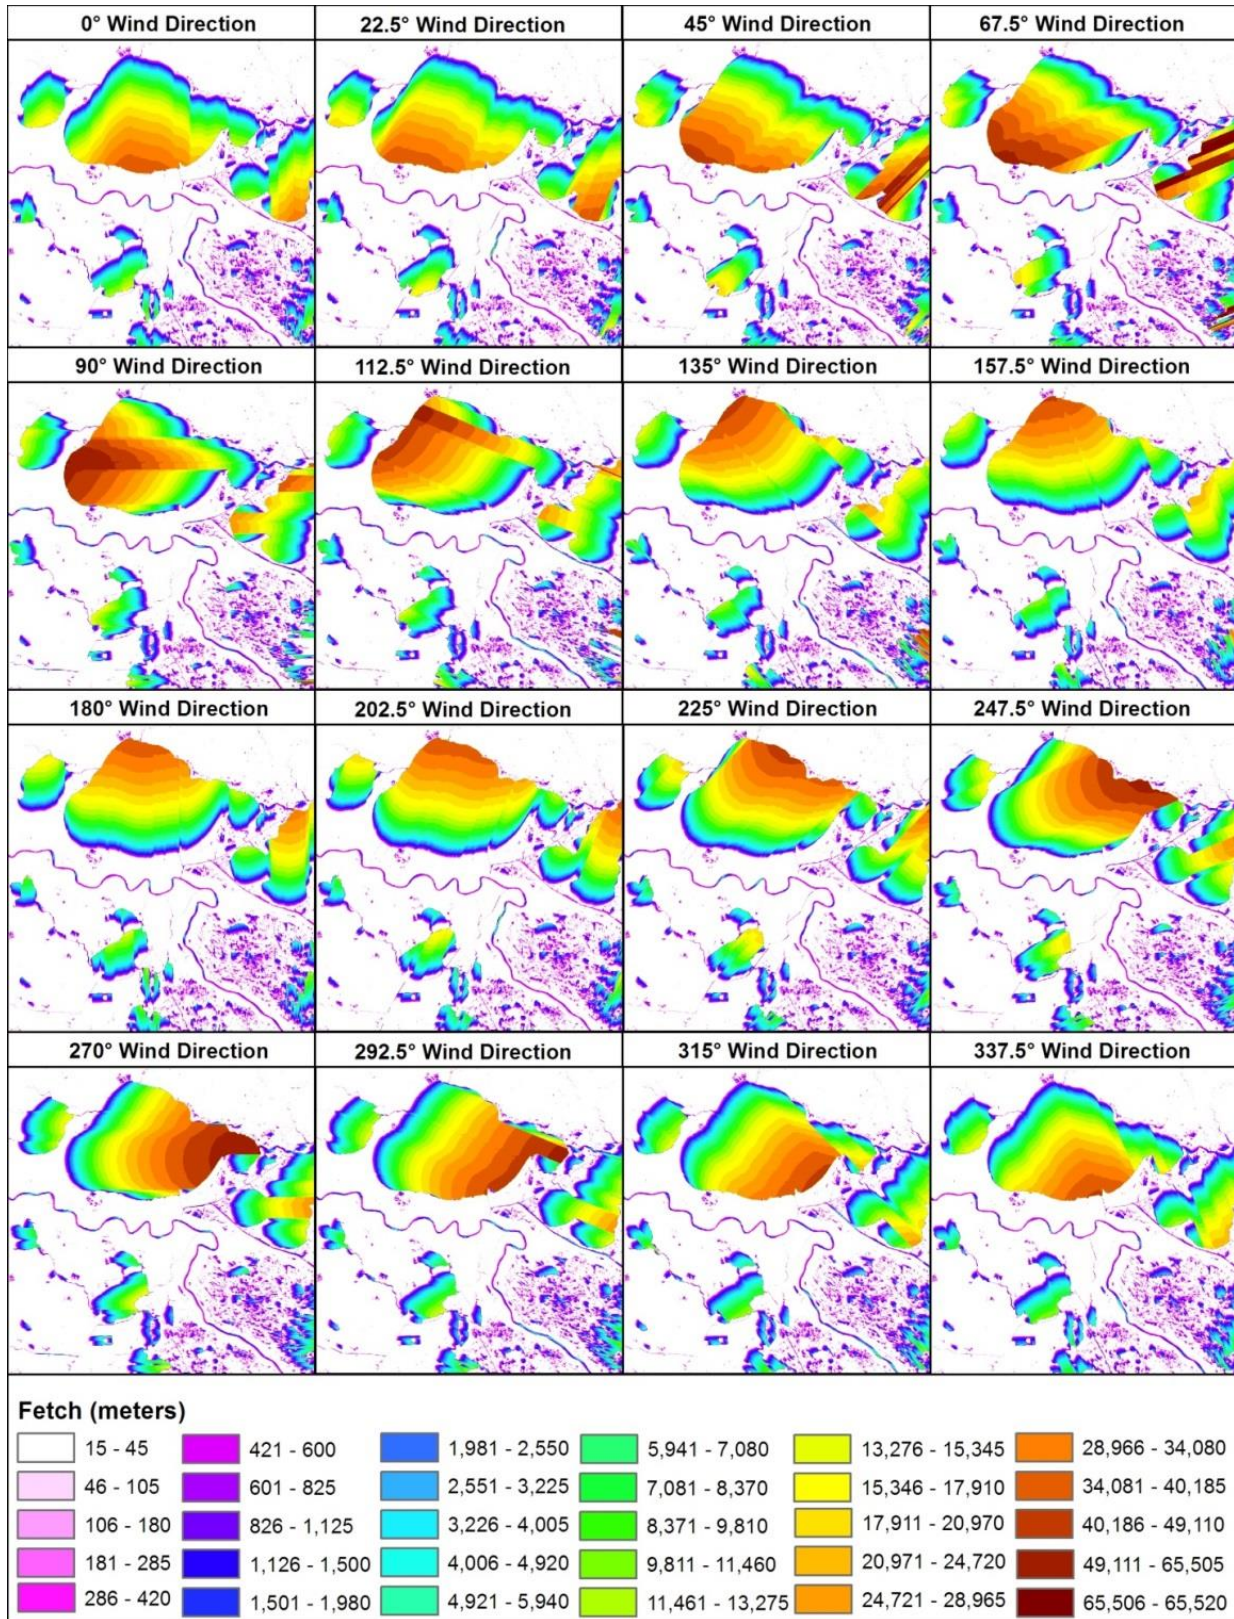 0° Wind Direction 22.5° Wind Direction 45° Wind Direction 67.5° Wind Direction
90° Wind Direction 112.5° Wind Direction 135° Wind Direction 157.5° Wind Direction
180° Wind Direction 202.5° Wind Direction 225° Wind Direction 247.5° Wind Direction
270° Wind Direction 292.5° Wind Direction 315° Wind Direction 337.5° Wind Direction
Fetch (meters)
15 - 45 421 - 600 1,981 - 2,550 5,941 - 7,080 13,276 - 15,345 28,966 - 34,080
46 - 105 601 - 825 2,551 - 3,225 7,081 - 8,370 15,346 - 17,910 34,081 - 40,185
106 - 180 826 - 1,125 3,226 - 4,005 8,371 - 9,810 17,911 - 20,970 40,186 - 49,110
181 - 285 1,126 - 1,500 4,006 - 4,920 9,811 - 11,460 20,971 - 24,720 49,111 - 65,505
286 - 420 1,501 - 1,980 4,921 - 5,940 11,461 - 13,275 24,721 - 28,965 65,506 - 65,520